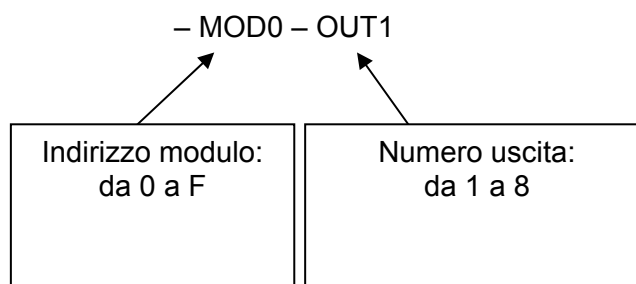 – MOD0 – OUT1
Indirizzo modulo:
da 0 a F
Numero uscita:
da 1 a 8